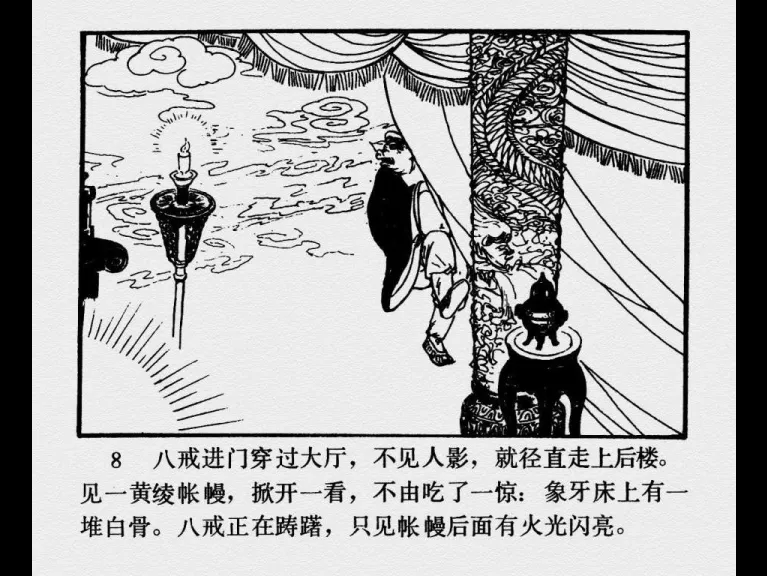 8 八戒进门穿过大厅，不见人影，就径直走上后楼。
见一黄绫帐幔，掀开一看，不由吃了一惊：象牙床上有一
堆白骨。八戒正在踌躇，只见帐幔后面有火光闪亮。